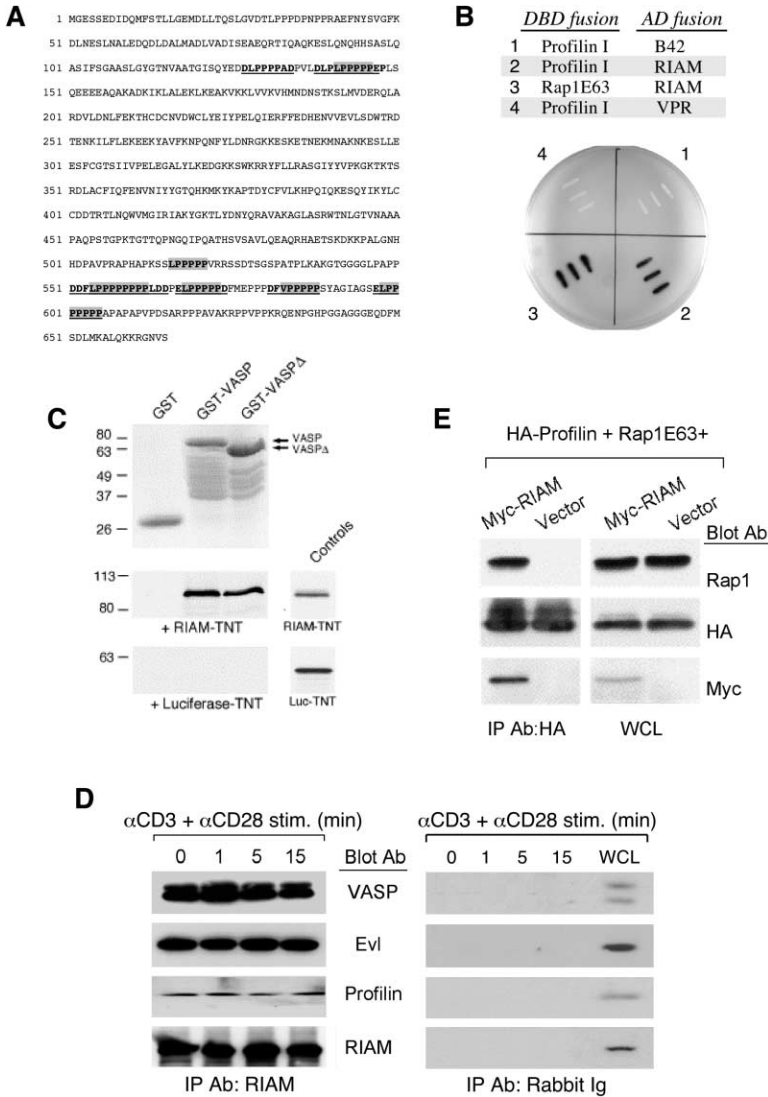 A
1 MGESSEDIDQMFSTLLGEMDLLTQSLGVDTLPPPDPNPPRAEFNYSVGFK
51 DLNESLNALEDQDLDALMADLVADISEAEQRTIQAQKESLQNQHHSASLQ
101 ASIFSGAASLGYGTNVAATGISQYEDDLPPPPADPVLDLPLPPPPPEPLS
151 QEEEEAQAKADKIKLALEKLKEAKVKKLVVKVHMNDNSTKSLMVDERQLA
201 RDVLDNLFEKTHCDCNVDWCLYEIYPELQIERFFEDHENVVEVLSDWTRD
251 TENKILFLEKEEKYAVFKNPQNFYLDNRGKKESKETNEKMNAKNKESLLE
301 ESFCGTSIIVPELEGALYLKEDGKKSWKRRYFLLRASGIYYVPKGKTKTS
351 RDLACFIQFENVNIYYGTQHKMKYKAPTDYCFVLKHPQIQKESQYIKYLC
401 CDDTRTLNQWVMGIRIAKYGKTLYDNYQRAVAKAGLASRWTNLGTVNAAA
451 PAQPSTGPKTGTTQPNGQIPQATHSVSAVLQEAQRHAETSKDKKPALGNH
501 HDPAVPRAPHAPKSSLPPPPPVRRSSDTSGSPATPLKAKGTGGGGLPAPP
551 DDFLPPPPPPPPLDDPELPPPPPDFMEPPPDFVPPPPPSYAGIAGSELPP
601 PPPPPAPAPAPVPDSARPPPAVAKRPPVPPKRQENPGHPGGAGGGEQDFM
651 SDLMKALQKKRGNVS
B
DBD fusion AD fusion
1 Profilin I B42
2 Profilin I RIAM
3 Rap1E63 RIAM
4 Profilin I VPR
4 1
3 2
C
GST GST-VASP GST-VASPΔ
80
63
49
37
26
VASP
VASPΔ
Controls
113
80
+ RIAM-TNT RIAM-TNT
63
+ Luciferase-TNT Luc-TNT
E
HA-Profilin + Rap1E63+
Myc-RIAM Vector Myc-RIAM Vector
Blot Ab
Rap1
HA
Myc
IP Ab:HA WCL
D
αCD3 + αCD28 stim. (min) αCD3 + αCD28 stim. (min)
0 1 5 15 Blot Ab 0 1 5 15 WCL
VASP
Evl
Profilin
RIAM
IP Ab: RIAM IP Ab: Rabbit Ig